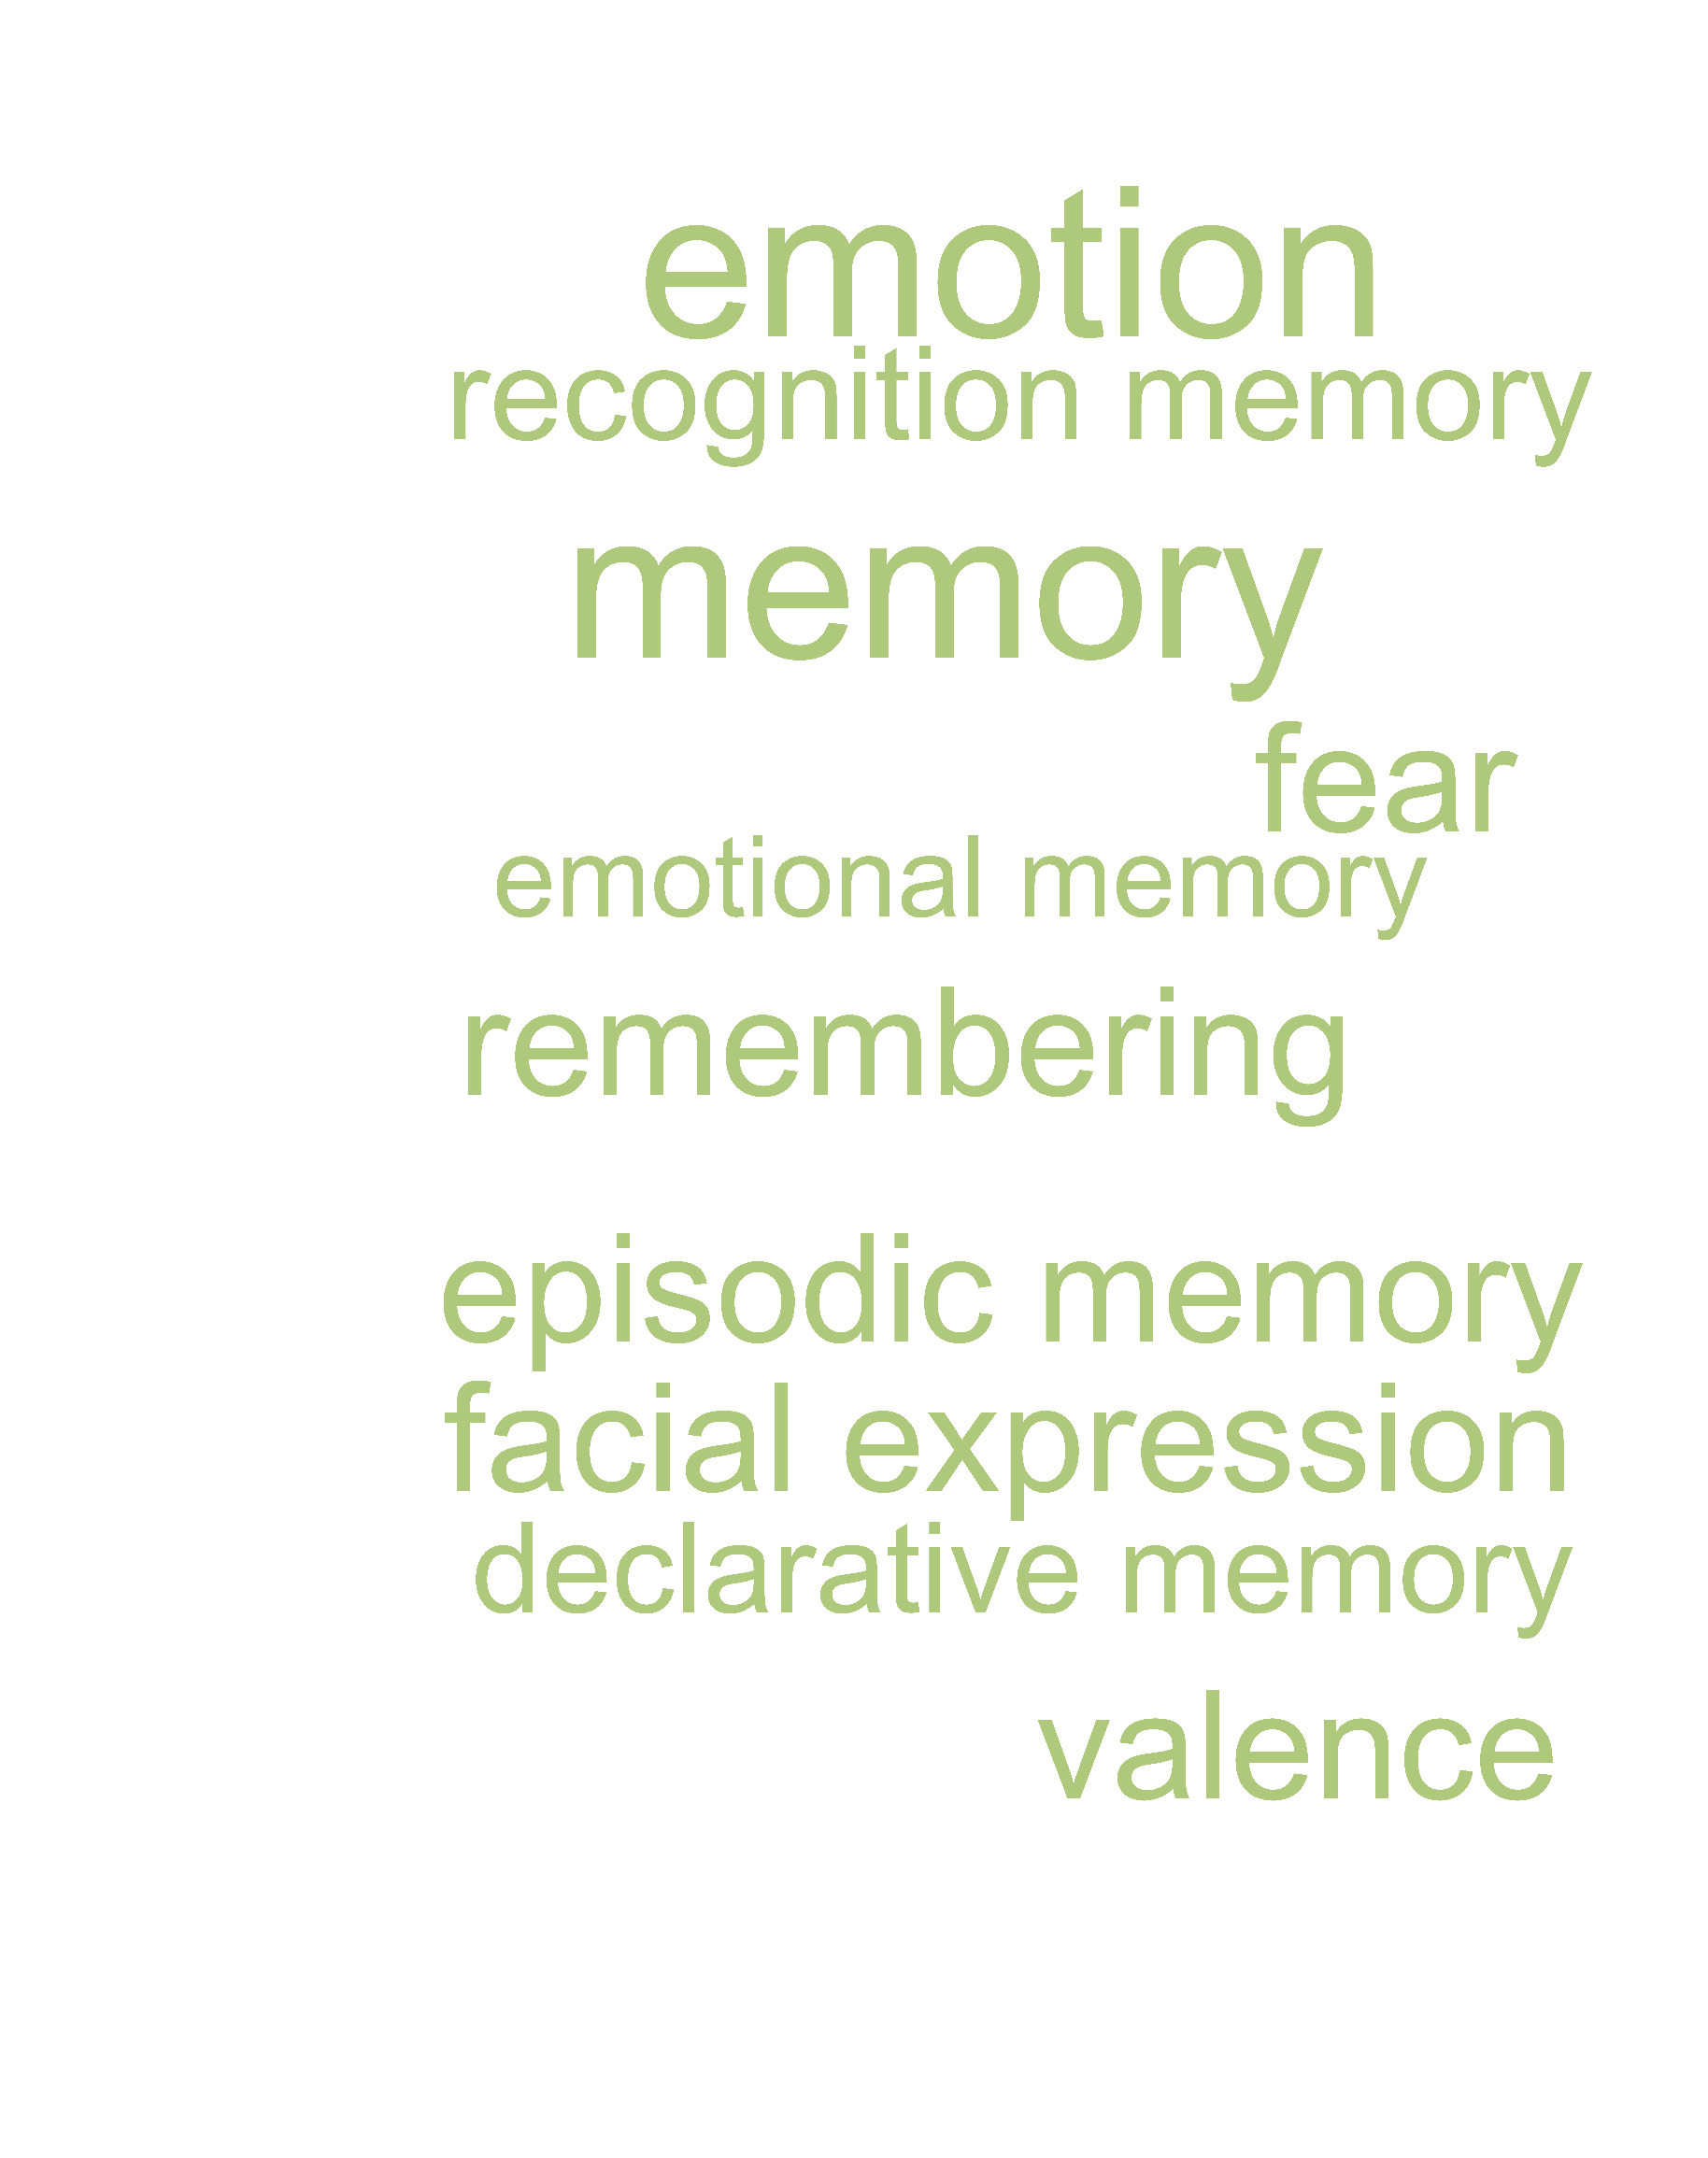 emotion
recognition memory
memory
fear
emotional memory
remembering
episodic memory
facial expression
declarative memory
valence